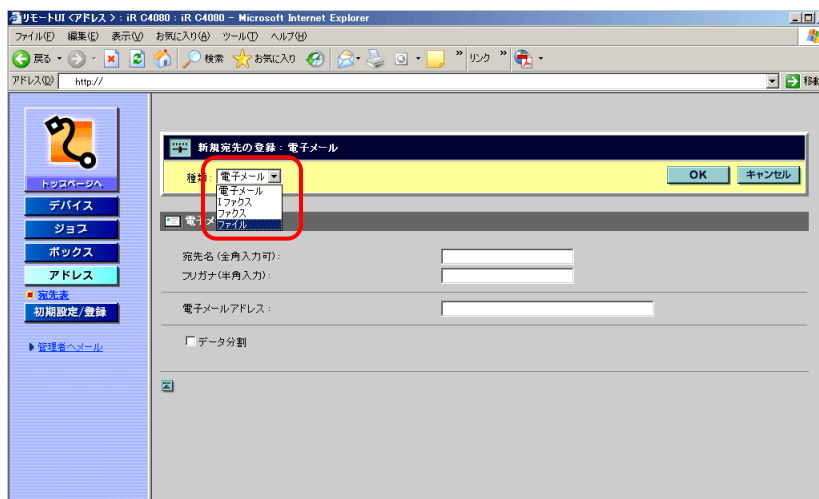 リモートUI <アドレス> : iR C4080 : iR C4080 - Microsoft Internet Explorer
ファイル(F) 編集(E) 表示(V) お気に入り(A) ツール(T) ヘルプ(H)
戻る 検索 お気に入り リンク »
アドレス(D) http:// 移動
トップページへ
デバイス
ジョブ
ボックス
アドレス
宛先表
初期設定/登録
管理者へメール
新規宛先の登録 : 電子メール
種類 : 電子メール OK キャンセル
電子メール
Iファクス
ファクス
ファイル
電子メ
宛先名(全角入力可) :
フリガナ(半角入力) :
電子メールアドレス :
データ分割